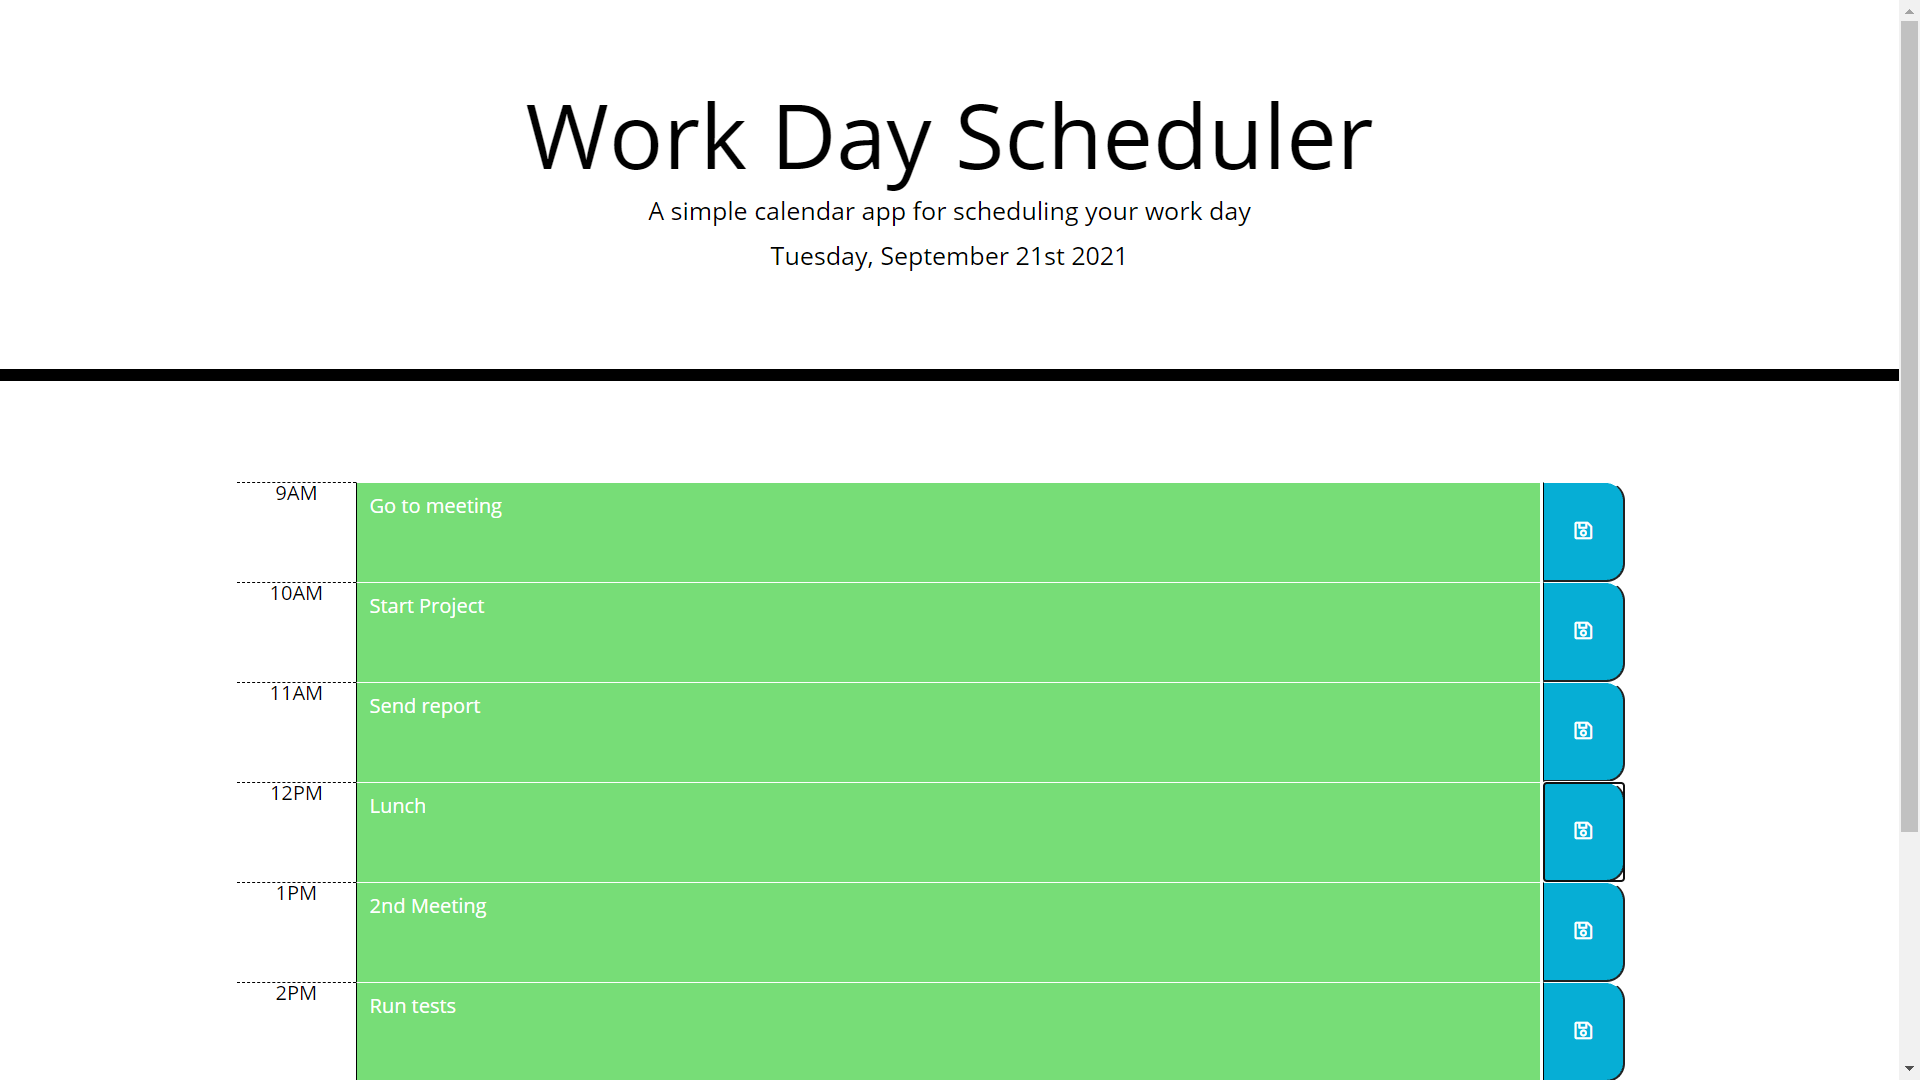 Work Day Scheduler
A simple calendar app for scheduling your work day
Tuesday, September 21st 2021
9AM
Go to meeting
10AM
Start Project
11AM
Send report
12PM
Lunch
1PM
2nd Meeting
2PM
Run tests